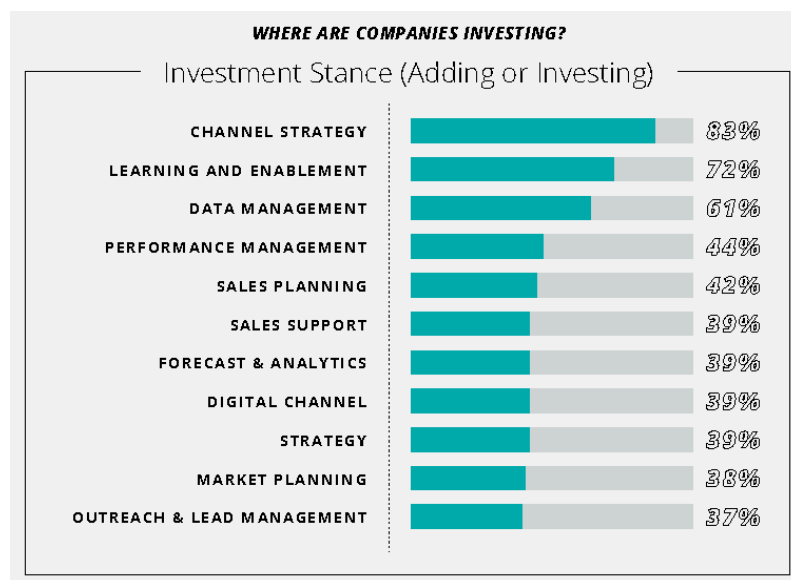 WHERE ARE COMPANIES INVESTING?
Investment Stance (Adding or Investing)
CHANNEL STRATEGY 83%
LEARNING AND ENABLEMENT 72%
DATA MANAGEMENT 61%
PERFORMANCE MANAGEMENT 44%
SALES PLANNING 42%
SALES SUPPORT 39%
FORECAST & ANALYTICS 39%
DIGITAL CHANNEL 39%
STRATEGY 39%
MARKET PLANNING 38%
OUTREACH & LEAD MANAGEMENT 37%